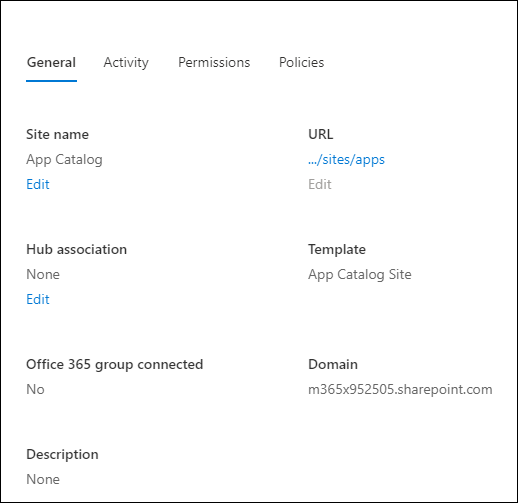 General Activity Permissions Policies
Site name URL
App Catalog .../sites/apps
Edit Edit
Hub association Template
None App Catalog Site
Edit
Office 365 group connected Domain
No m365x952505.sharepoint.com
Description
None